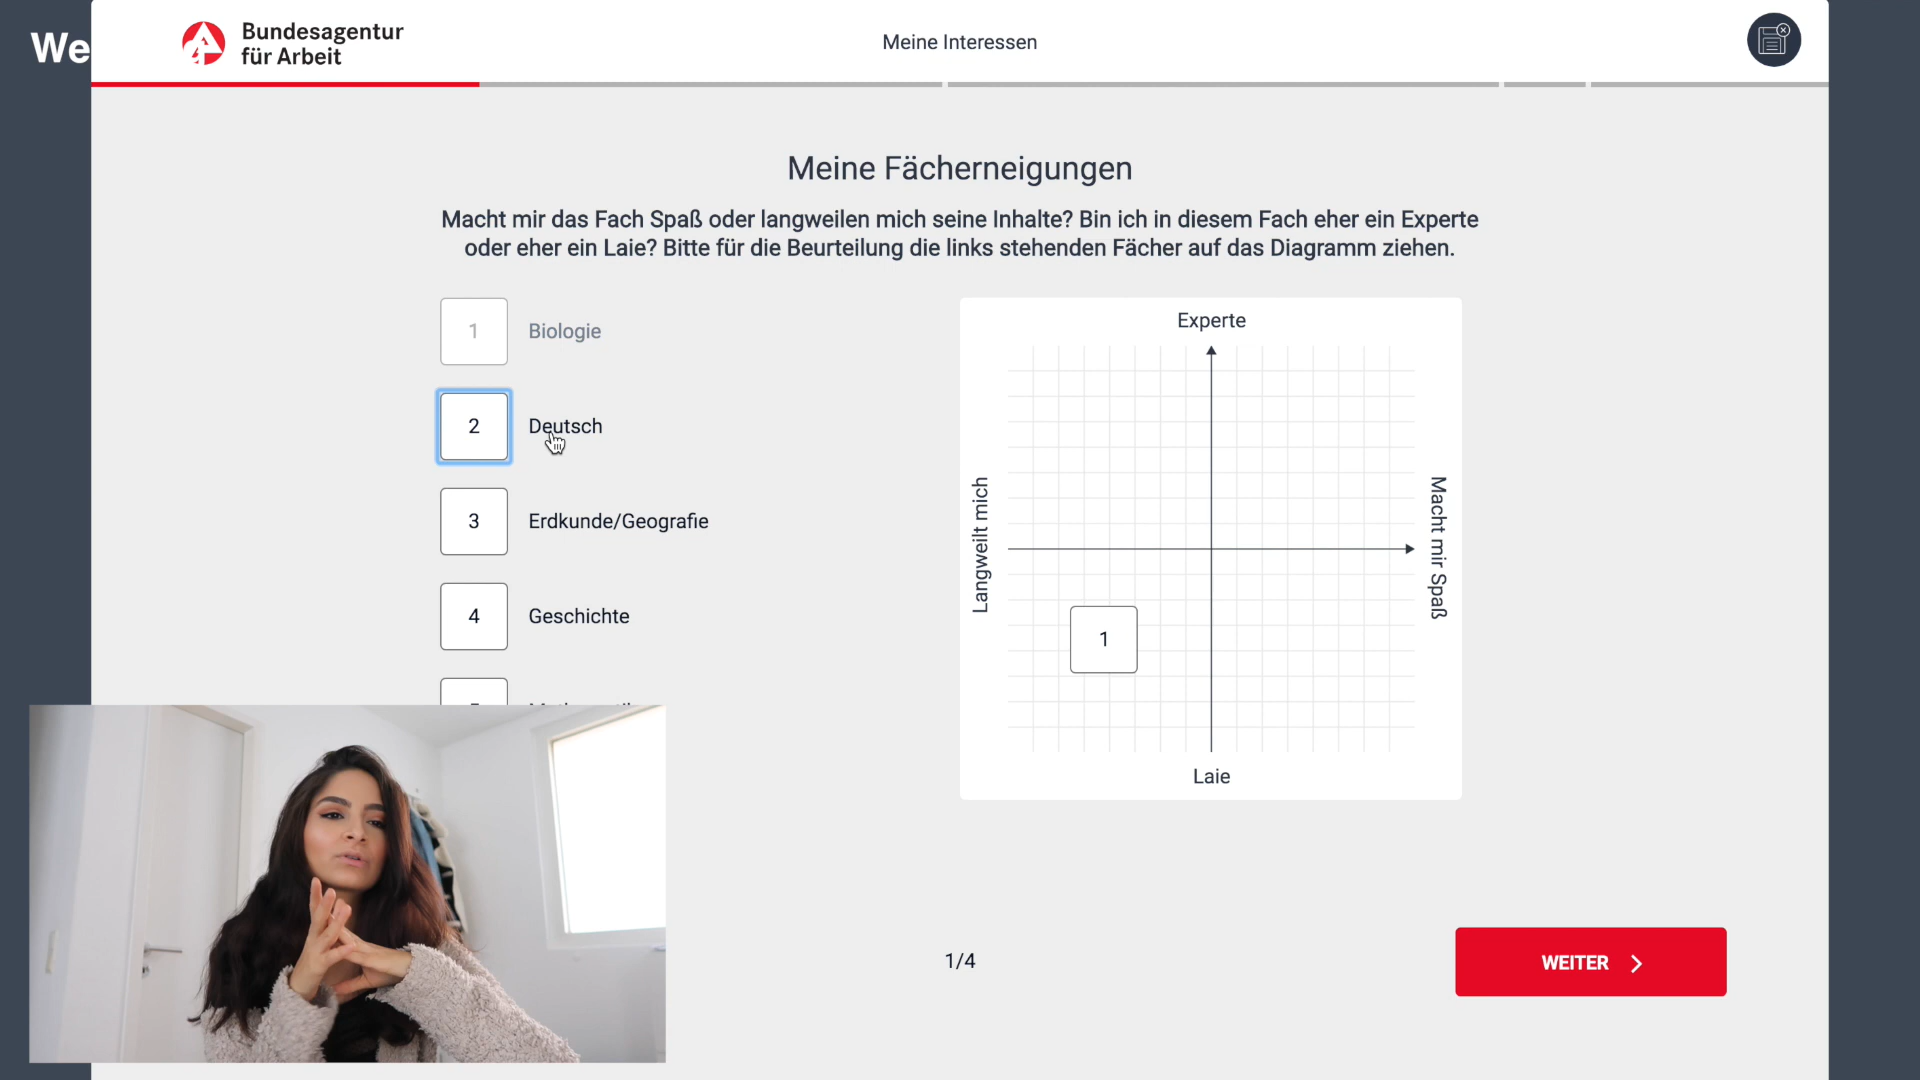 We
Bundesagentur
für Arbeit
Meine Interessen
Meine Fächerneigungen
Macht mir das Fach Spaß oder langweilen mich seine Inhalte? Bin ich in diesem Fach eher ein Experte
oder eher ein Laie? Bitte für die Beurteilung die links stehenden Fächer auf das Diagramm ziehen.
1 Biologie
2 Deutsch
3 Erdkunde/Geografie
4 Geschichte
Experte
Langweilt mich
Macht mir Spaß
1
Laie
1/4
WEITER